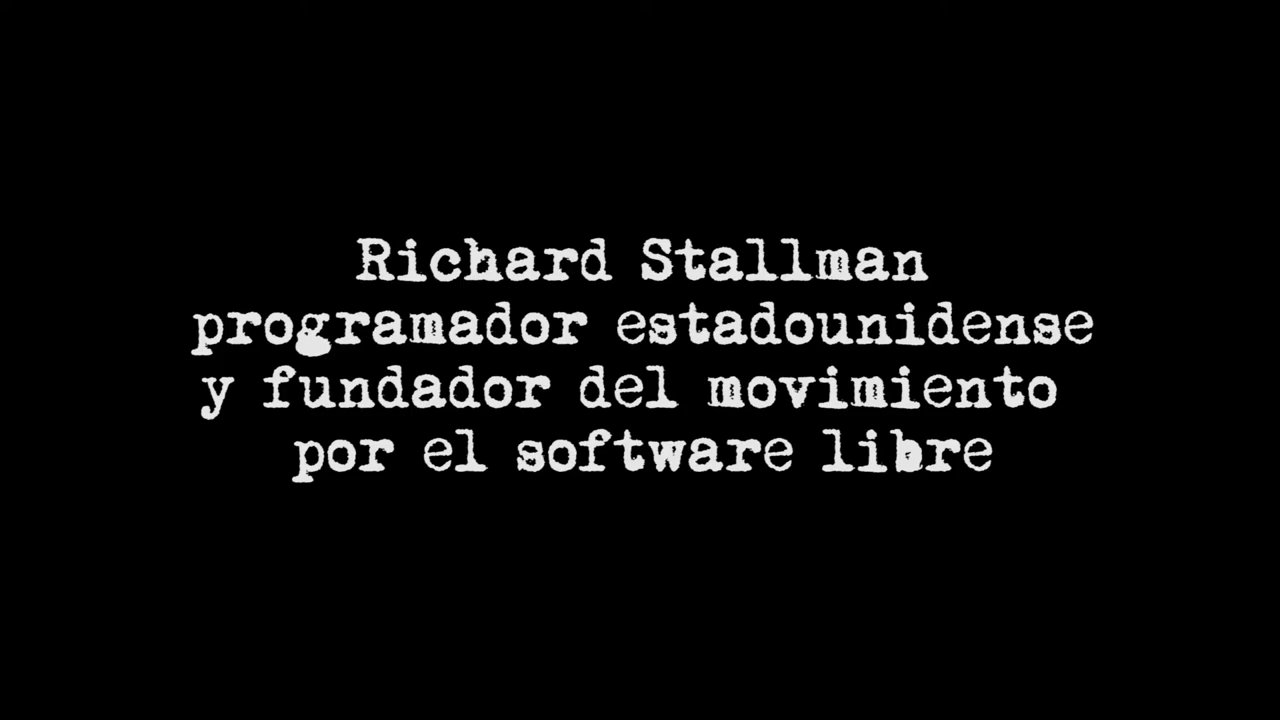 Richard Stallman
programador estadounidense
y fundador del movimiento
por el software libre